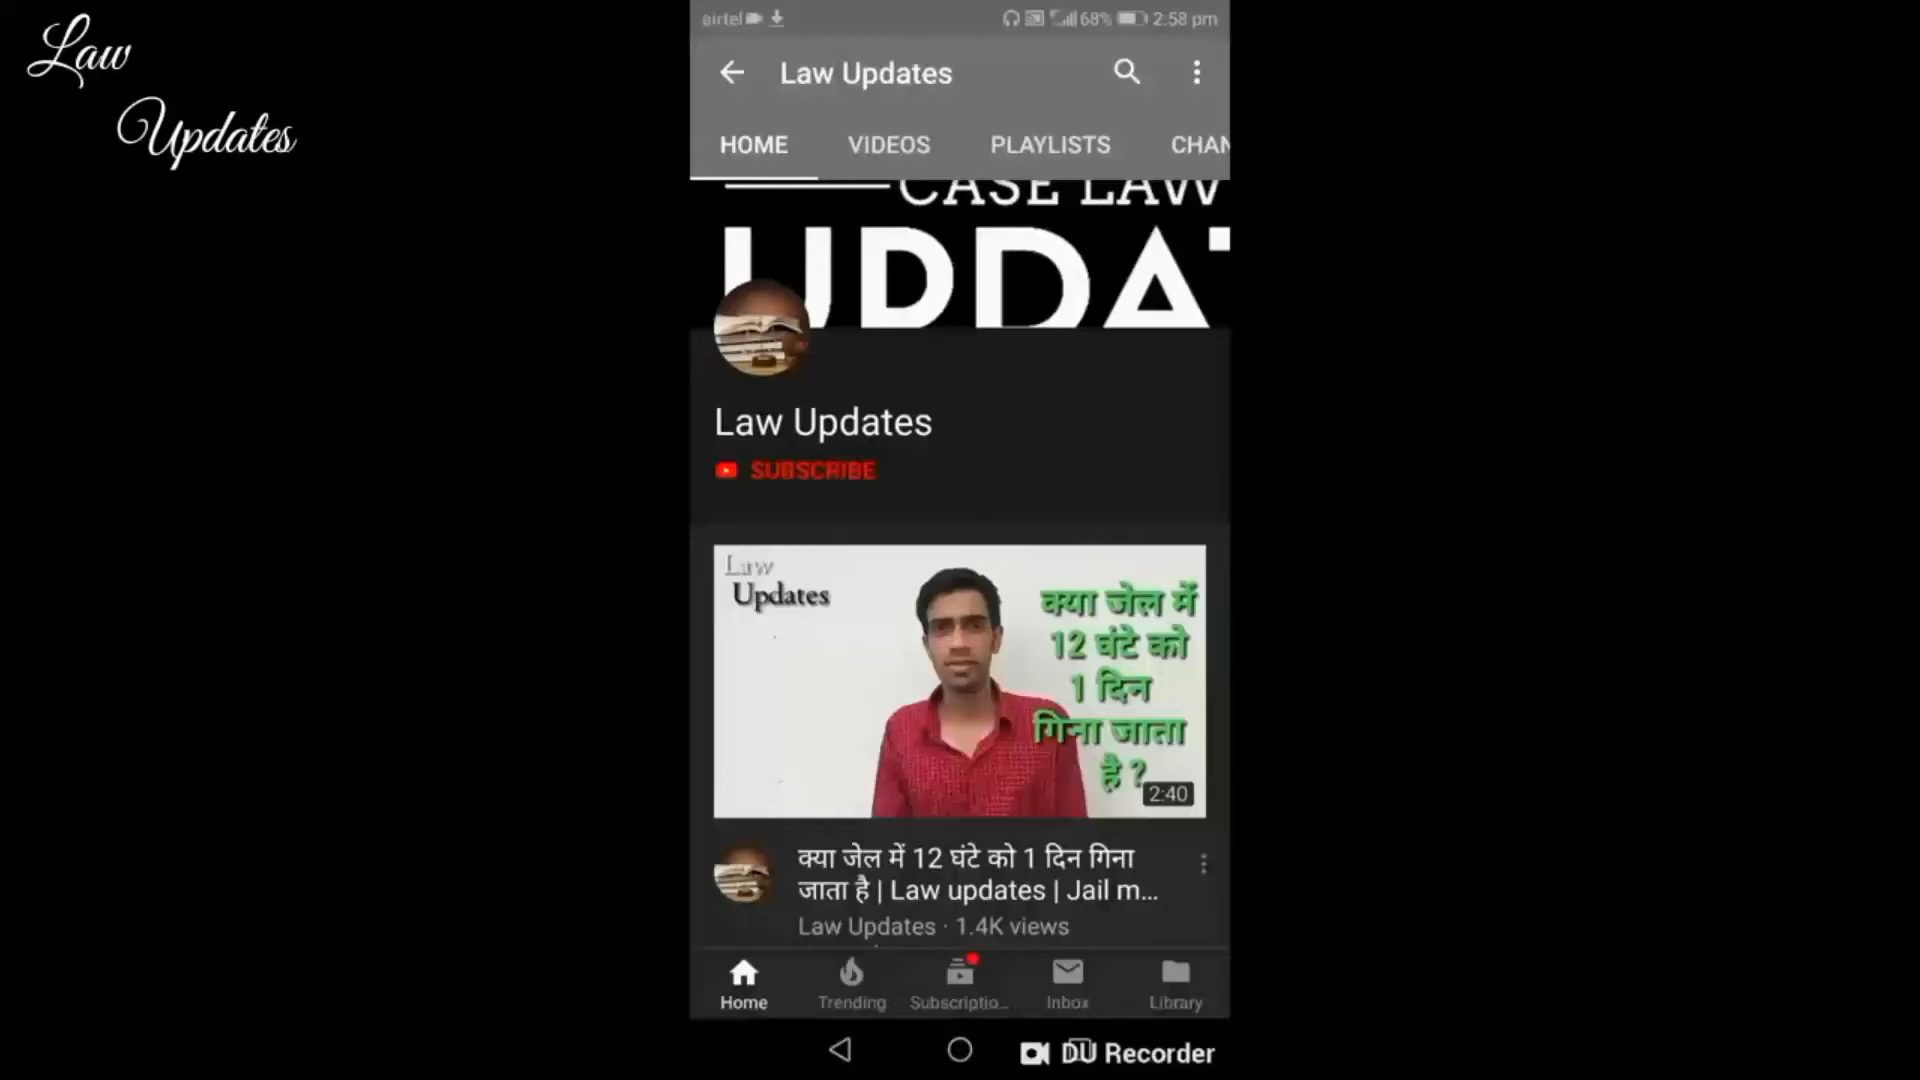 Law
Updates
airtel 68% 2:58 pm
Law Updates
HOME VIDEOS PLAYLISTS CHAN
CASE LAW
UPDAT
Law Updates
SUBSCRIBE
Law
Updates
क्या जेल में
12 घंटे को
1 दिन
गिना जाता
है ?
2:40
क्या जेल में 12 घंटे को 1 दिन गिना
जाता है | Law updates | Jail m...
Law Updates · 1.4K views
Home Trending Subscriptio... Inbox Library
DU Recorder